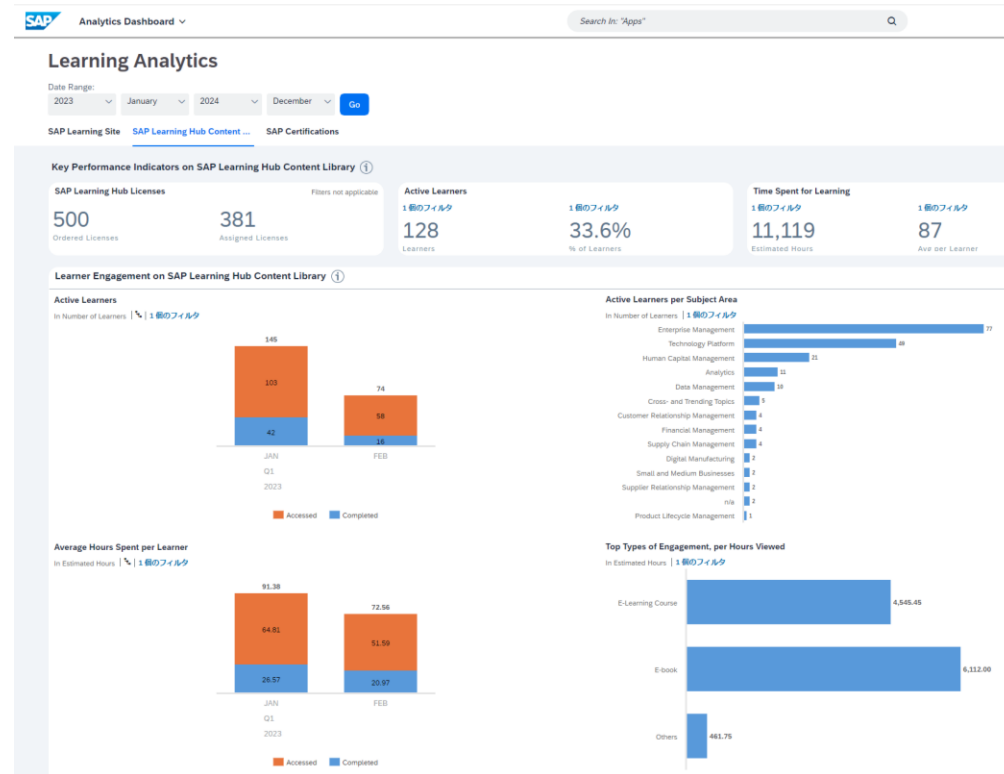 SAP Analytics Dashboard
Search In: "Apps"
Learning Analytics
Date Range:
2023 January 2024 December Go
SAP Learning Site SAP Learning Hub Content ... SAP Certifications
Key Performance Indicators on SAP Learning Hub Content Library
SAP Learning Hub Licenses Filters not applicable
500 381
Ordered Licenses Assigned Licenses
Active Learners
1 個のフィルタ 1 個のフィルタ
128 33.6%
Learners % of Learners
Time Spent for Learning
1 個のフィルタ 1 個のフィルタ
11,119 87
Estimated Hours Avg per Learner
Learner Engagement on SAP Learning Hub Content Library
Active Learners
In Number of Learners | 1 個のフィルタ
145
103
42
74
58
16
JAN FEB
Q1
2023
Accessed Completed
Active Learners per Subject Area
In Number of Learners | 1 個のフィルタ
Enterprise Management 77
Technology Platform 49
Human Capital Management 21
Analytics 11
Data Management 10
Cross- and Trending Topics 5
Customer Relationship Management 4
Financial Management 4
Supply Chain Management 4
Digital Manufacturing 2
Small and Medium Businesses 2
Supplier Relationship Management 2
n/a 2
Product Lifecycle Management 1
Average Hours Spent per Learner
In Estimated Hours | 1 個のフィルタ
91.38
64.81
26.57
72.56
51.59
20.97
JAN FEB
Q1
2023
Accessed Completed
Top Types of Engagement, per Hours Viewed
In Estimated Hours | 1 個のフィルタ
E-Learning Course 4,545.45
E-book 6,112.00
Others 461.75